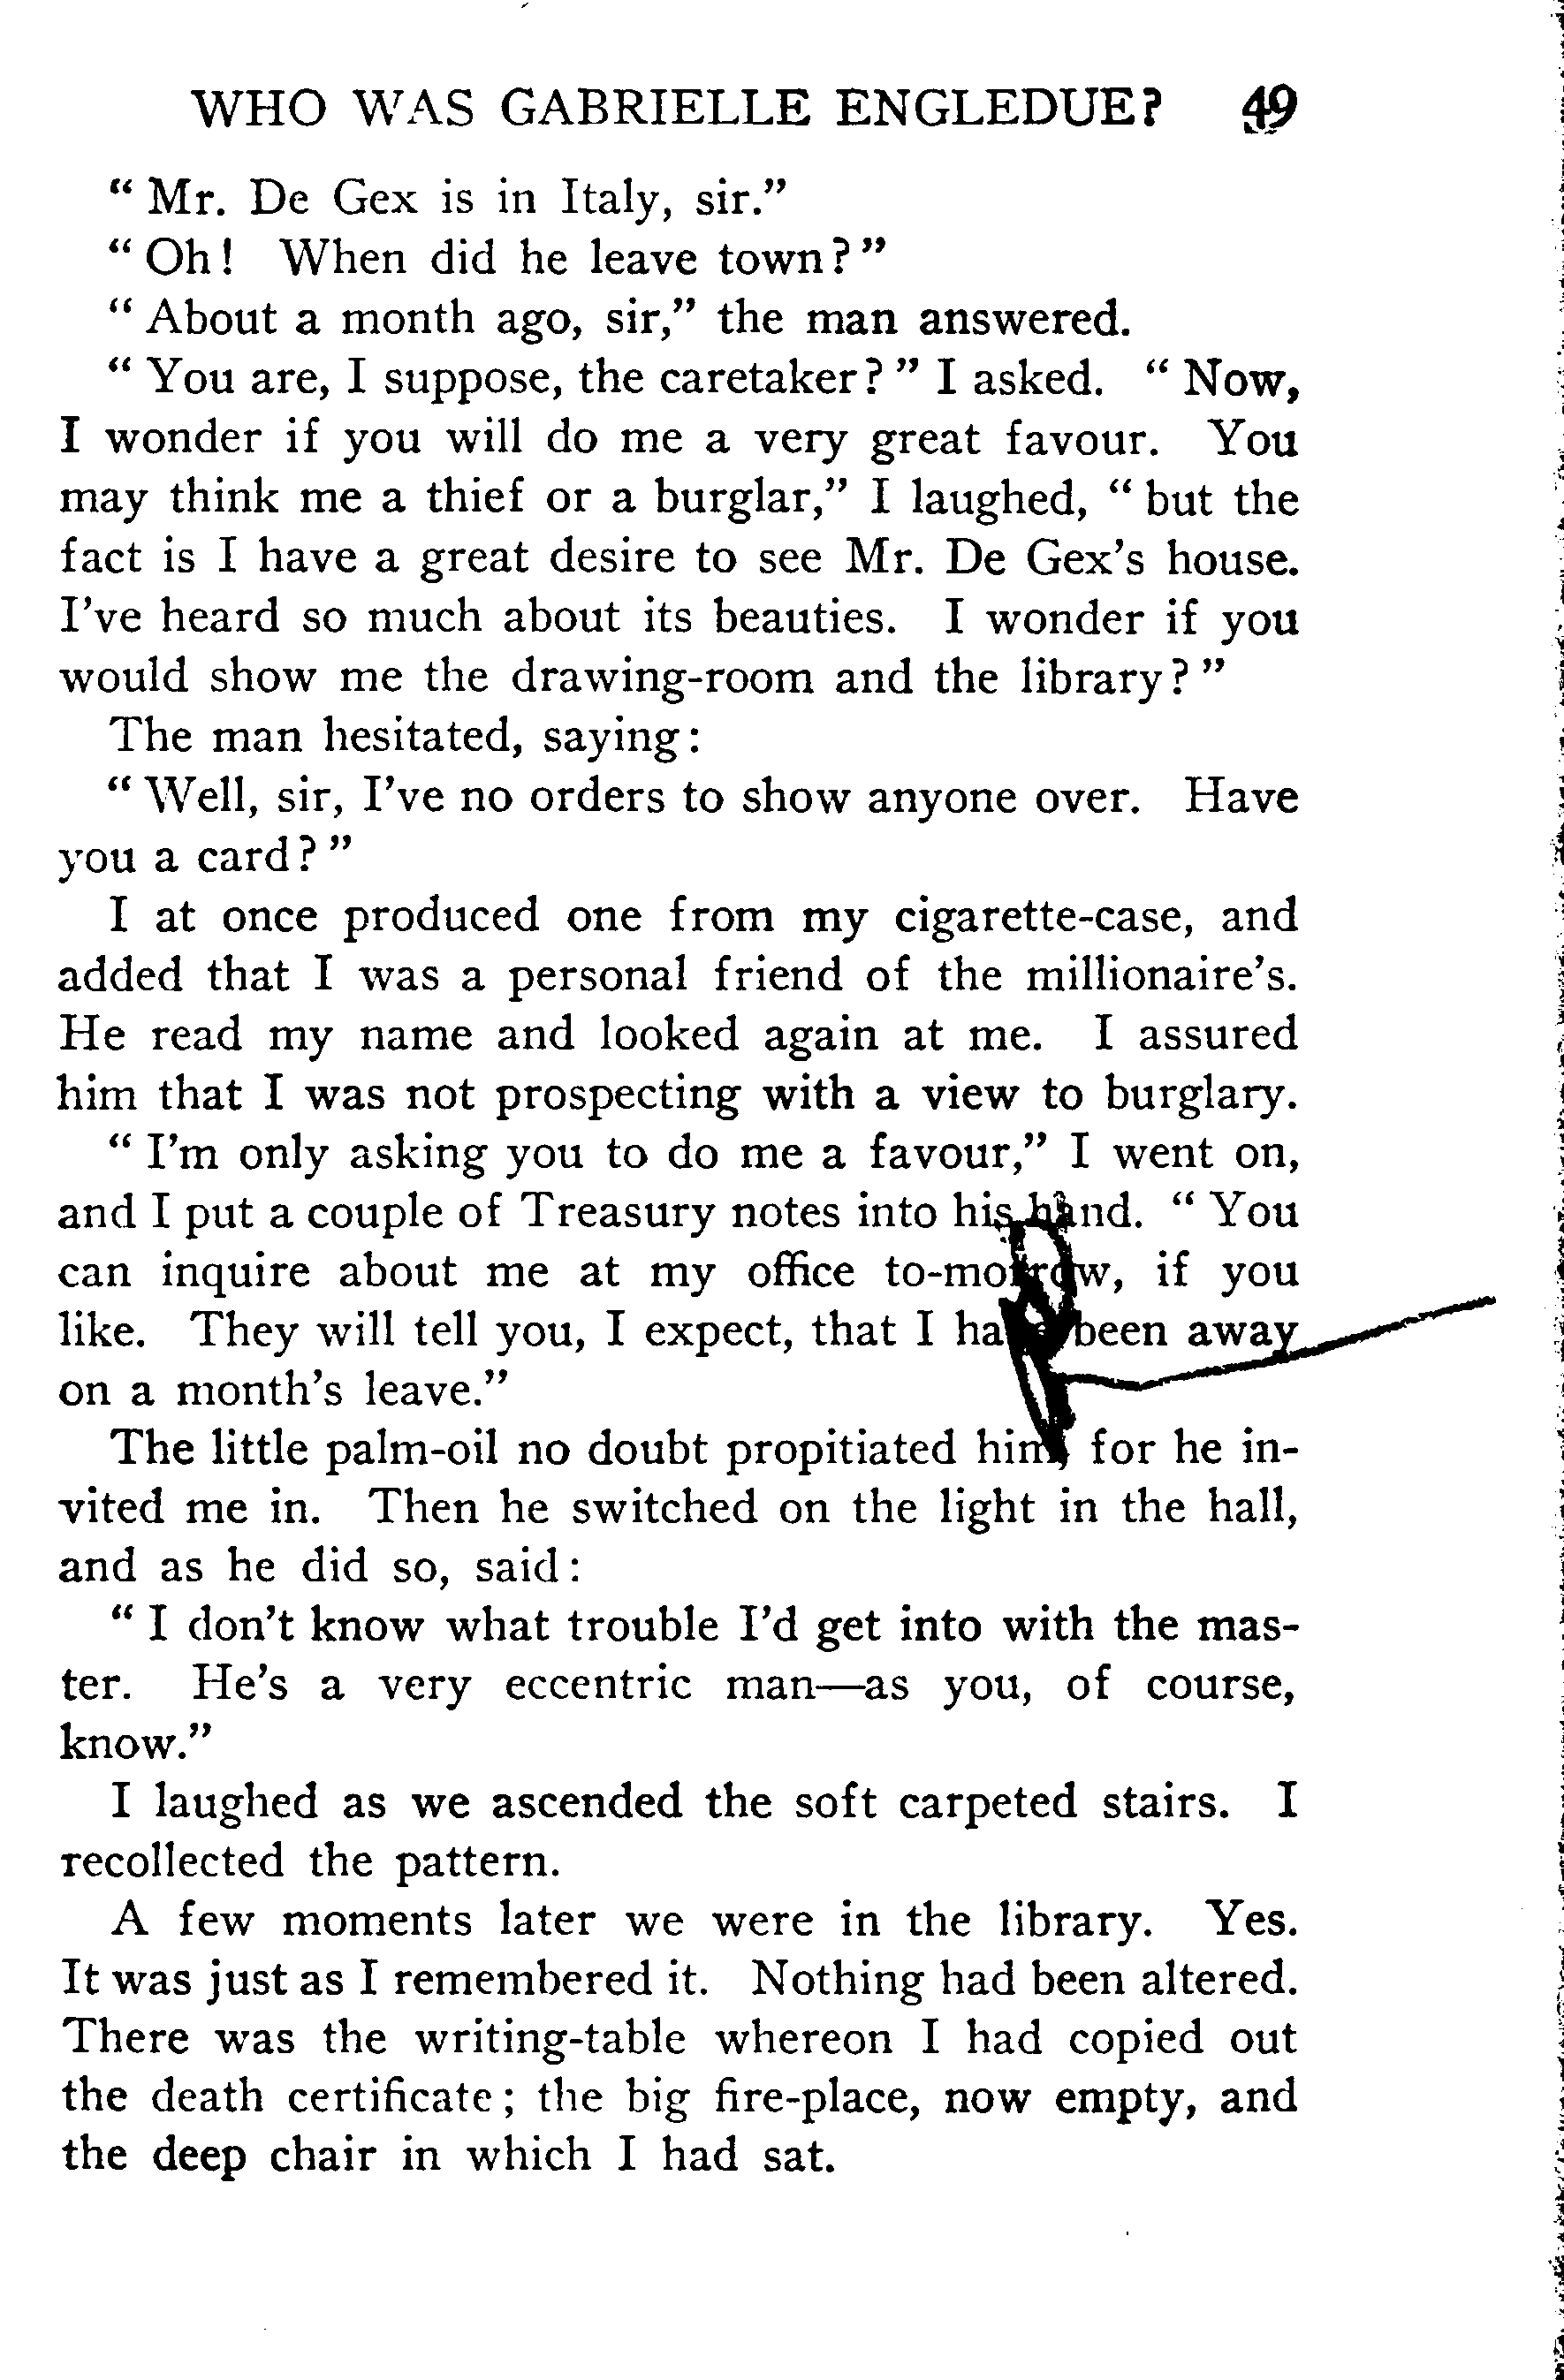 WHO WAS GABRIELLE ENGLEDUE? 49
“ Mr. De Gex is in Italy, sir.”
“ Oh! When did he leave town?”
“ About a month ago, sir,” the man answered.
“ You are, I suppose, the caretaker?” I asked. “ Now,
I wonder if you will do me a very great favour. You
may think me a thief or a burglar,” I laughed, “ but the
fact is I have a great desire to see Mr. De Gex’s house.
I’ve heard so much about its beauties. I wonder if you
would show me the drawing-room and the library?”
The man hesitated, saying:
“ Well, sir, I’ve no orders to show anyone over. Have
you a card?”
I at once produced one from my cigarette-case, and
added that I was a personal friend of the millionaire’s.
He read my name and looked again at me. I assured
him that I was not prospecting with a view to burglary.
“ I’m only asking you to do me a favour,” I went on,
and I put a couple of Treasury notes into his hand. “ You
can inquire about me at my office to-morrow, if you
like. They will tell you, I expect, that I have been away
on a month’s leave.”
The little palm-oil no doubt propitiated him, for he in-
vited me in. Then he switched on the light in the hall,
and as he did so, said:
“ I don’t know what trouble I’d get into with the mas-
ter. He’s a very eccentric man—as you, of course,
know.”
I laughed as we ascended the soft carpeted stairs. I
recollected the pattern.
A few moments later we were in the library. Yes.
It was just as I remembered it. Nothing had been altered.
There was the writing-table whereon I had copied out
the death certificate; the big fire-place, now empty, and
the deep chair in which I had sat.